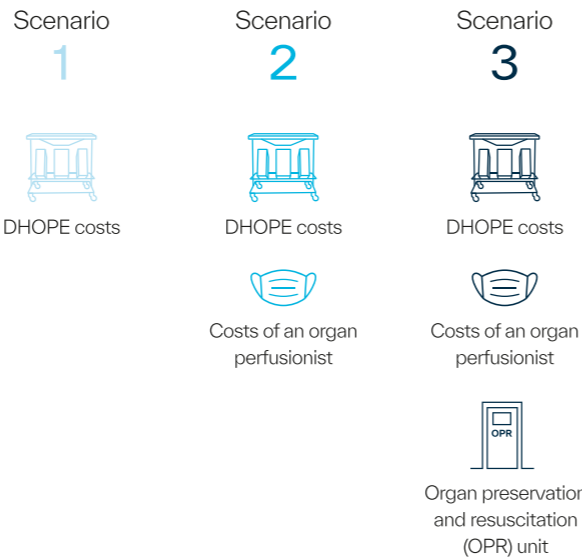 Scenario
1
DHOPE costs
Scenario
2
DHOPE costs
Costs of an organ
perfusionist
Scenario
3
DHOPE costs
Costs of an organ
perfusionist
OPR
Organ preservation
and resuscitation
(OPR) unit